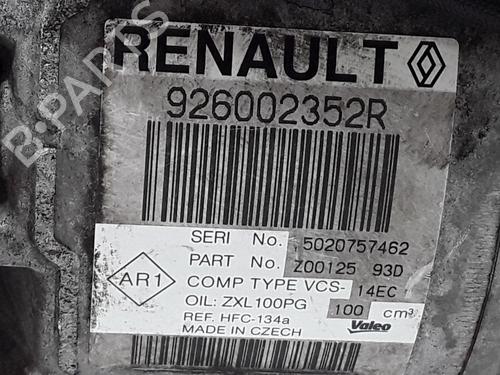 RENAULT
926002352R
SERI No. 5020757462
PART No. Z00125 93D
COMP TYPE VCS- 14EC
OIL: ZXL100PG 100 cm³
REF. HFC-134a
MADE IN CZECH
Valeo
AR1
B-PARTS